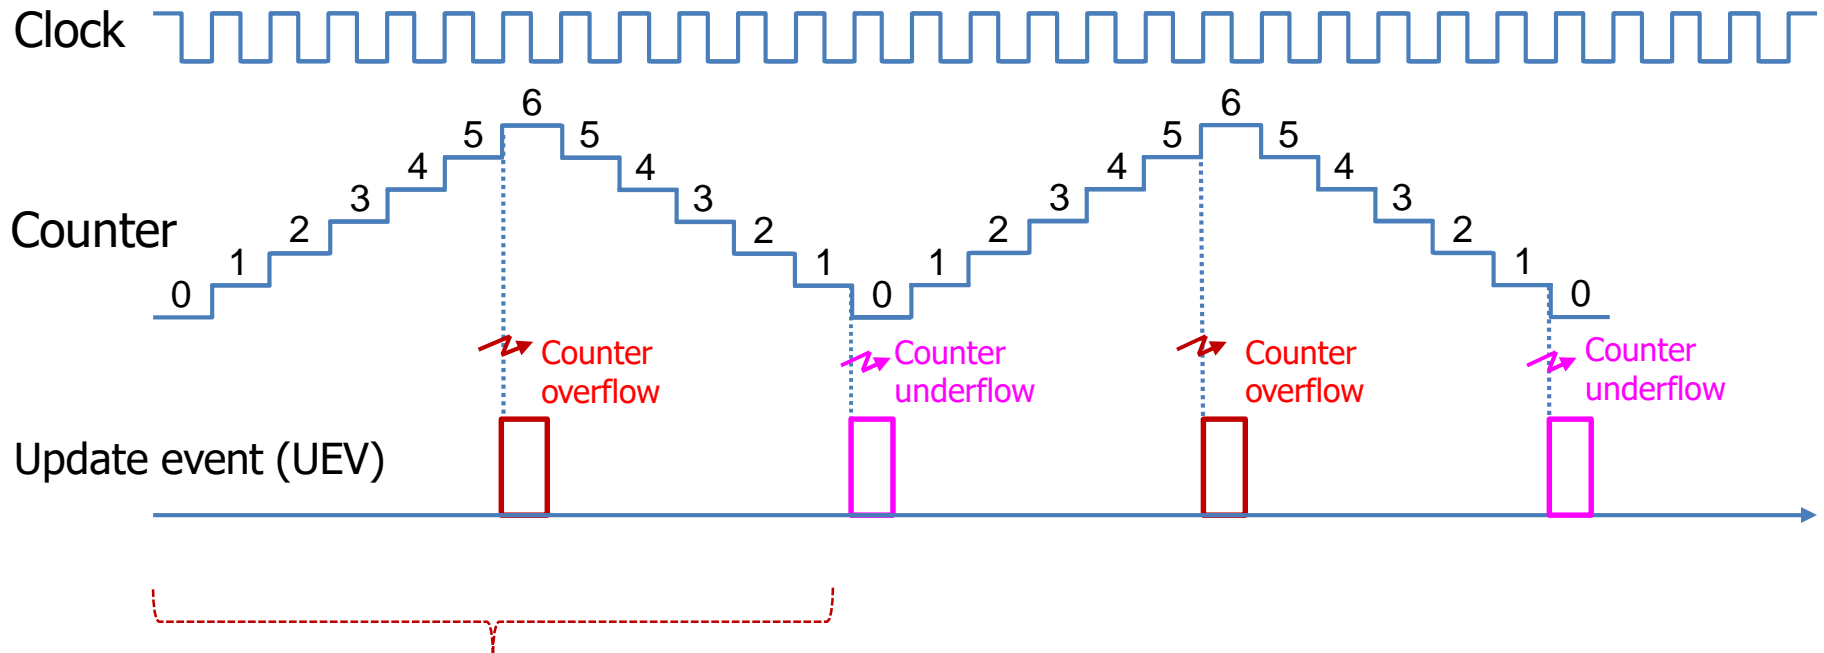 Clock
6 6
5 5 5 5
4 4 4 4
3 3 3 3
Counter
2 2 2 2
1 1 1 1
0 0 0
Counter Counter Counter Counter
overflow underflow overflow underflow
Update event (UEV)